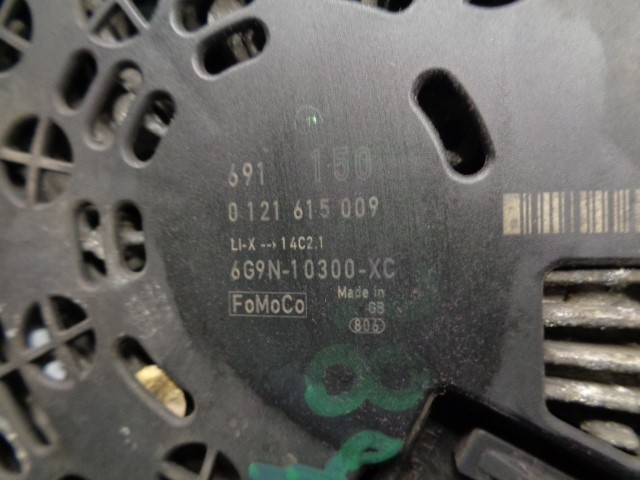 691 150
0 121 615 009
LI-X --> 14C2.1
6G9N-10300-XC
FoMoCo Made in
GB
806